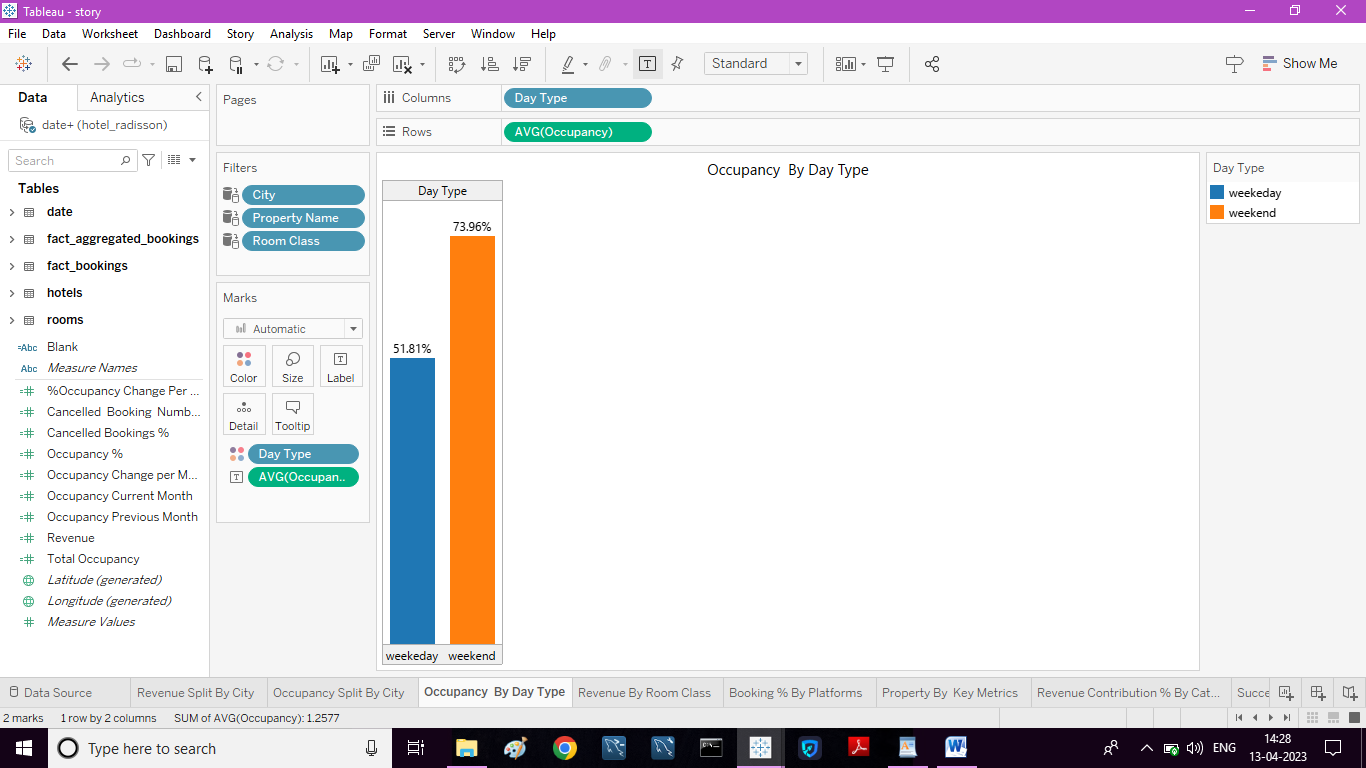 Tableau - story
File Data Worksheet Dashboard Story Analysis Map Format Server Window Help
Standard
Show Me
Data Analytics
date+ (hotel_radisson)
Search
Tables
date
fact_aggregated_bookings
fact_bookings
hotels
rooms
=Abc Blank
Abc Measure Names
=# %Occupancy Change Per ...
=# Cancelled Booking Numb...
=# Cancelled Bookings %
=# Occupancy %
=# Occupancy Change per M...
=# Occupancy Current Month
=# Occupancy Previous Month
=# Revenue
=# Total Occupancy
Latitude (generated)
Longitude (generated)
# Measure Values
Pages
Filters
City
Property Name
Room Class
Marks
Automatic
Color Size T Label
Detail Tooltip
Day Type
T AVG(Occupan..
Columns Day Type
Rows AVG(Occupancy)
Occupancy By Day Type
Day Type
73.96%
51.81%
weekeday weekend
Day Type
weekeday
weekend
Data Source Revenue Split By City Occupancy Split By City Occupancy By Day Type Revenue By Room Class Booking % By Platforms Property By Key Metrics Revenue Contribution % By Cat... Succe
2 marks 1 row by 2 columns SUM of AVG(Occupancy): 1.2577
Type here to search
ENG
14:28
13-04-2023